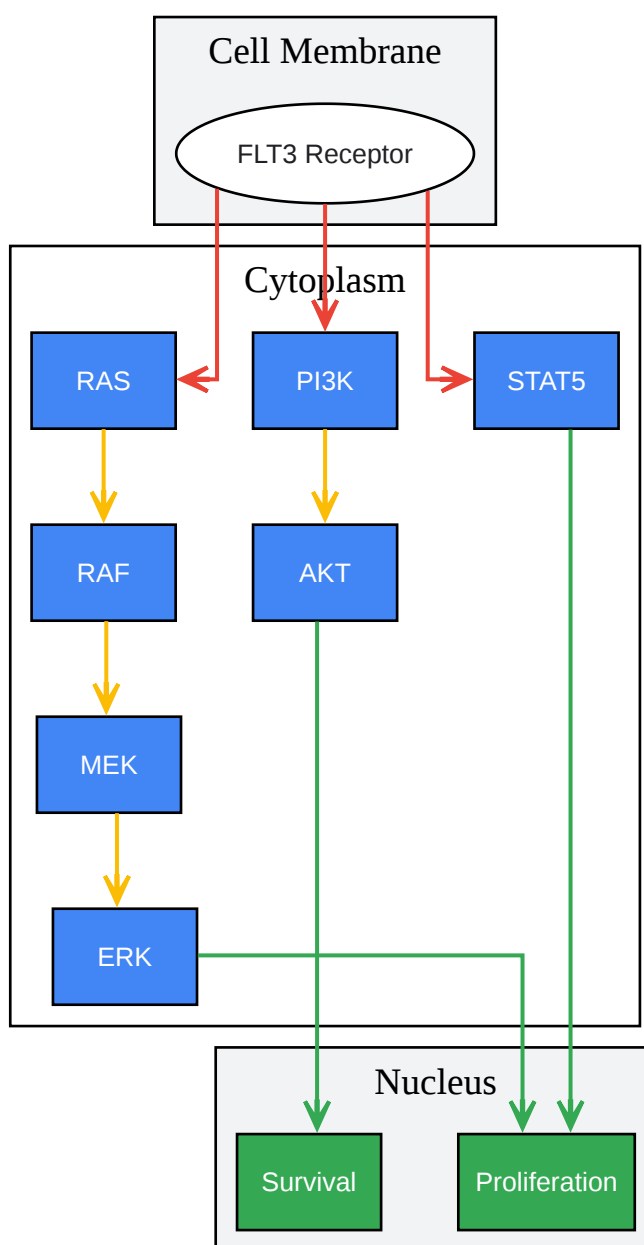 Cell Membrane
FLT3 Receptor
Cytoplasm
RAS
PI3K
STAT5
RAF
AKT
MEK
ERK
Nucleus
Survival
Proliferation